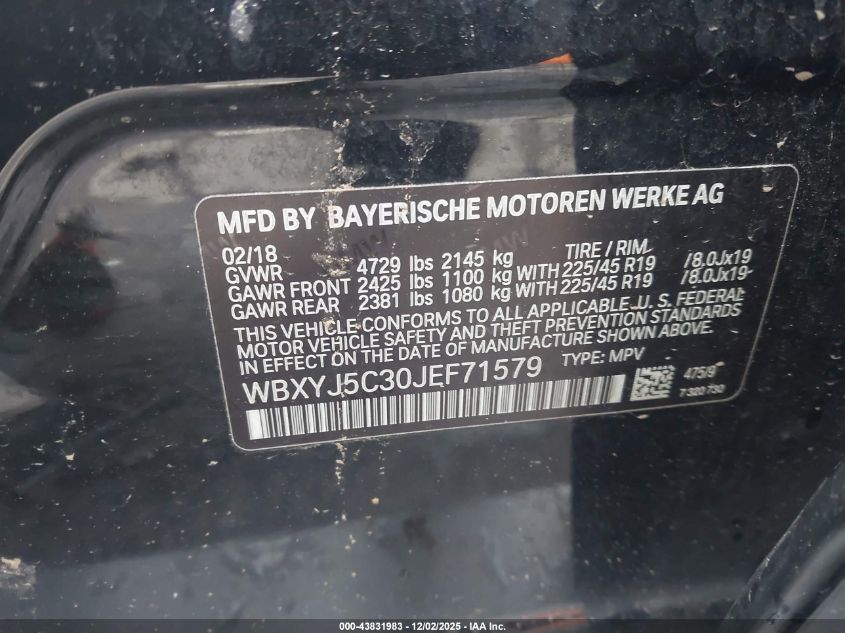 MFD BY BAYERISCHE MOTOREN WERKE AG
02/18 TIRE / RIM
GVWR 4729 lbs 2145 kg
GAWR FRONT 2425 lbs 1100 kg WITH 225/45 R19 /8.0Jx19
GAWR REAR 2381 lbs 1080 kg WITH 225/45 R19 /8.0Jx19
THIS VEHICLE CONFORMS TO ALL APPLICABLE U. S. FEDERAL
MOTOR VEHICLE SAFETY AND THEFT PREVENTION STANDARDS
IN EFFECT ON THE DATE OF MANUFACTURE SHOWN ABOVE.
WBXYJ5C30JEF71579 TYPE: MPV 475/9
000-43831983 - 12/02/2025 - IAA Inc.